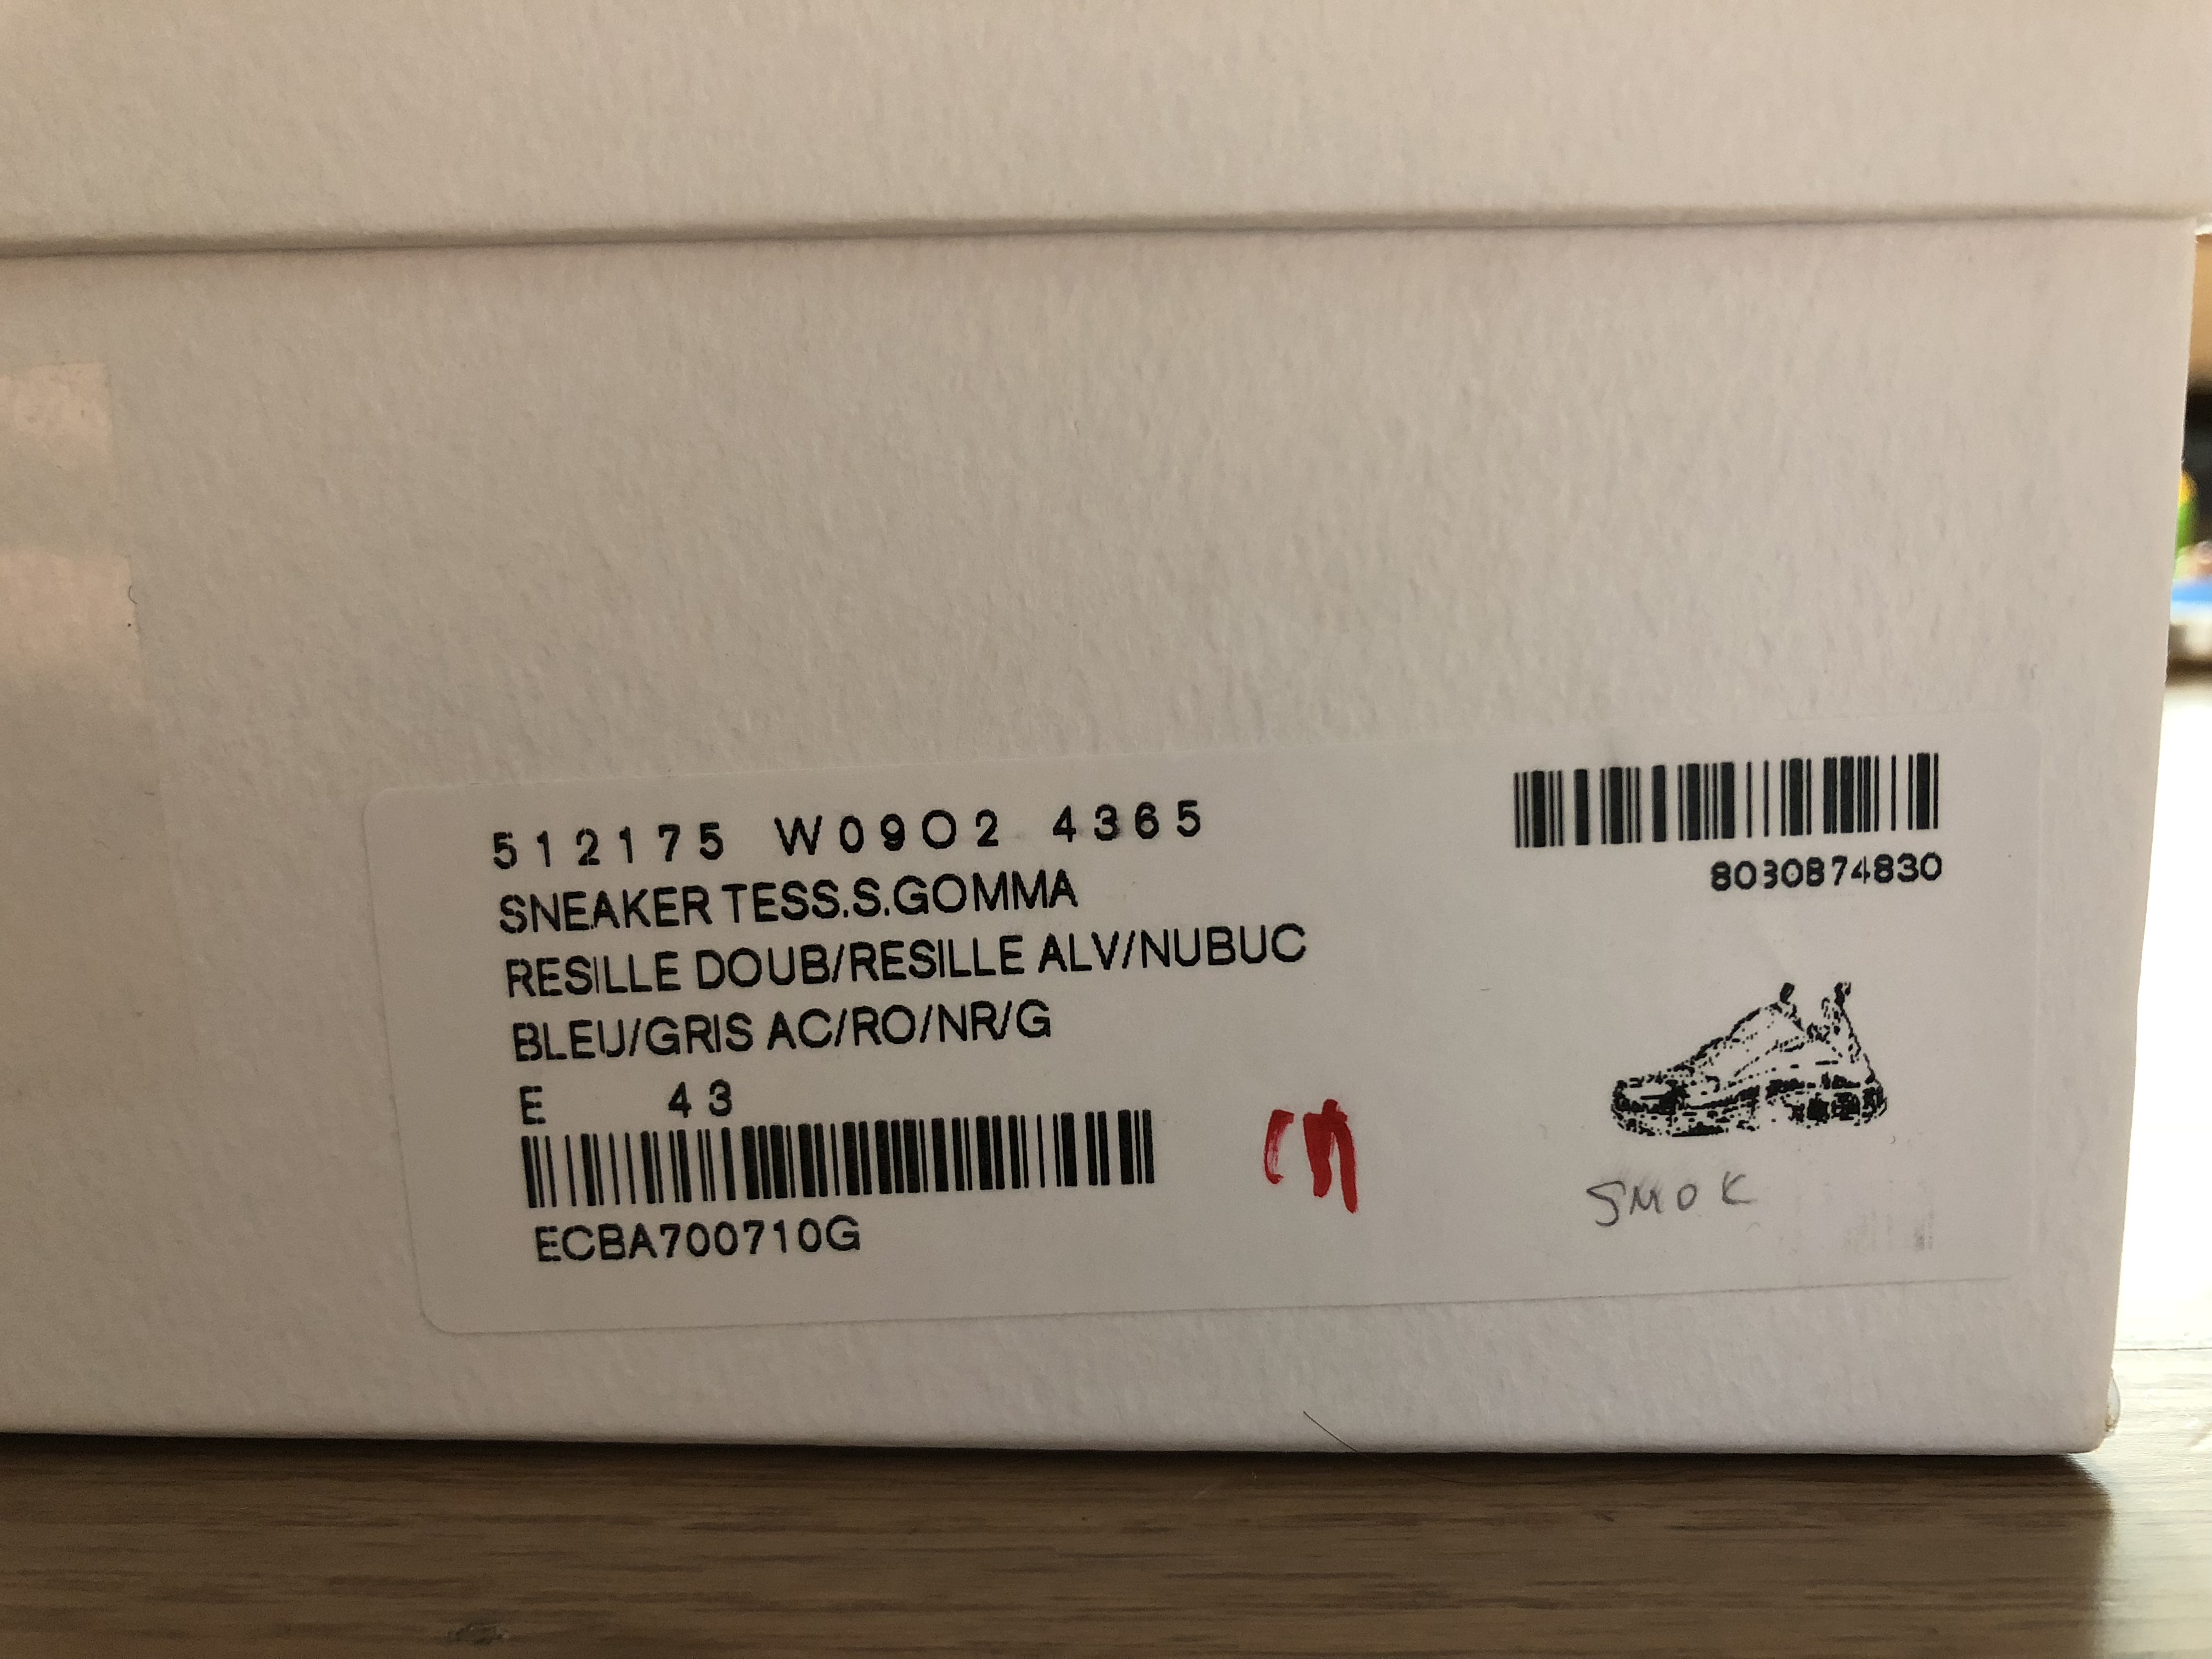 512175 W09O2 4365
SNEAKER TESS.S.GOMMA
RESILLE DOUB/RESILLE ALV/NUBUC
BLEU/GRIS AC/RO/NR/G
E 43
ECBA700710G
8030874830
SMOK